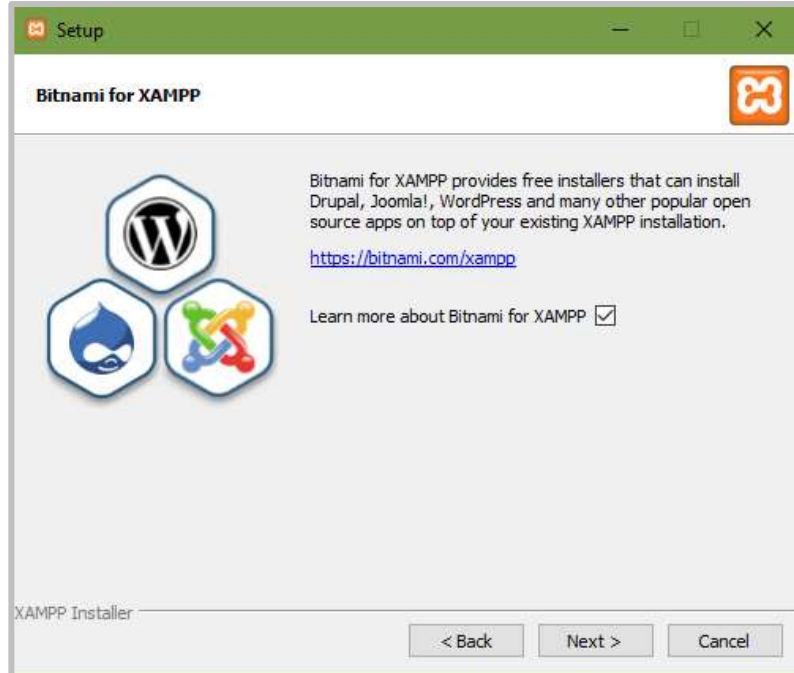 Setup
Bitnami for XAMPP
Bitnami for XAMPP provides free installers that can install
Drupal, Joomla!, WordPress and many other popular open
source apps on top of your existing XAMPP installation.
https://bitnami.com/xampp
Learn more about Bitnami for XAMPP
XAMPP Installer
< Back Next > Cancel